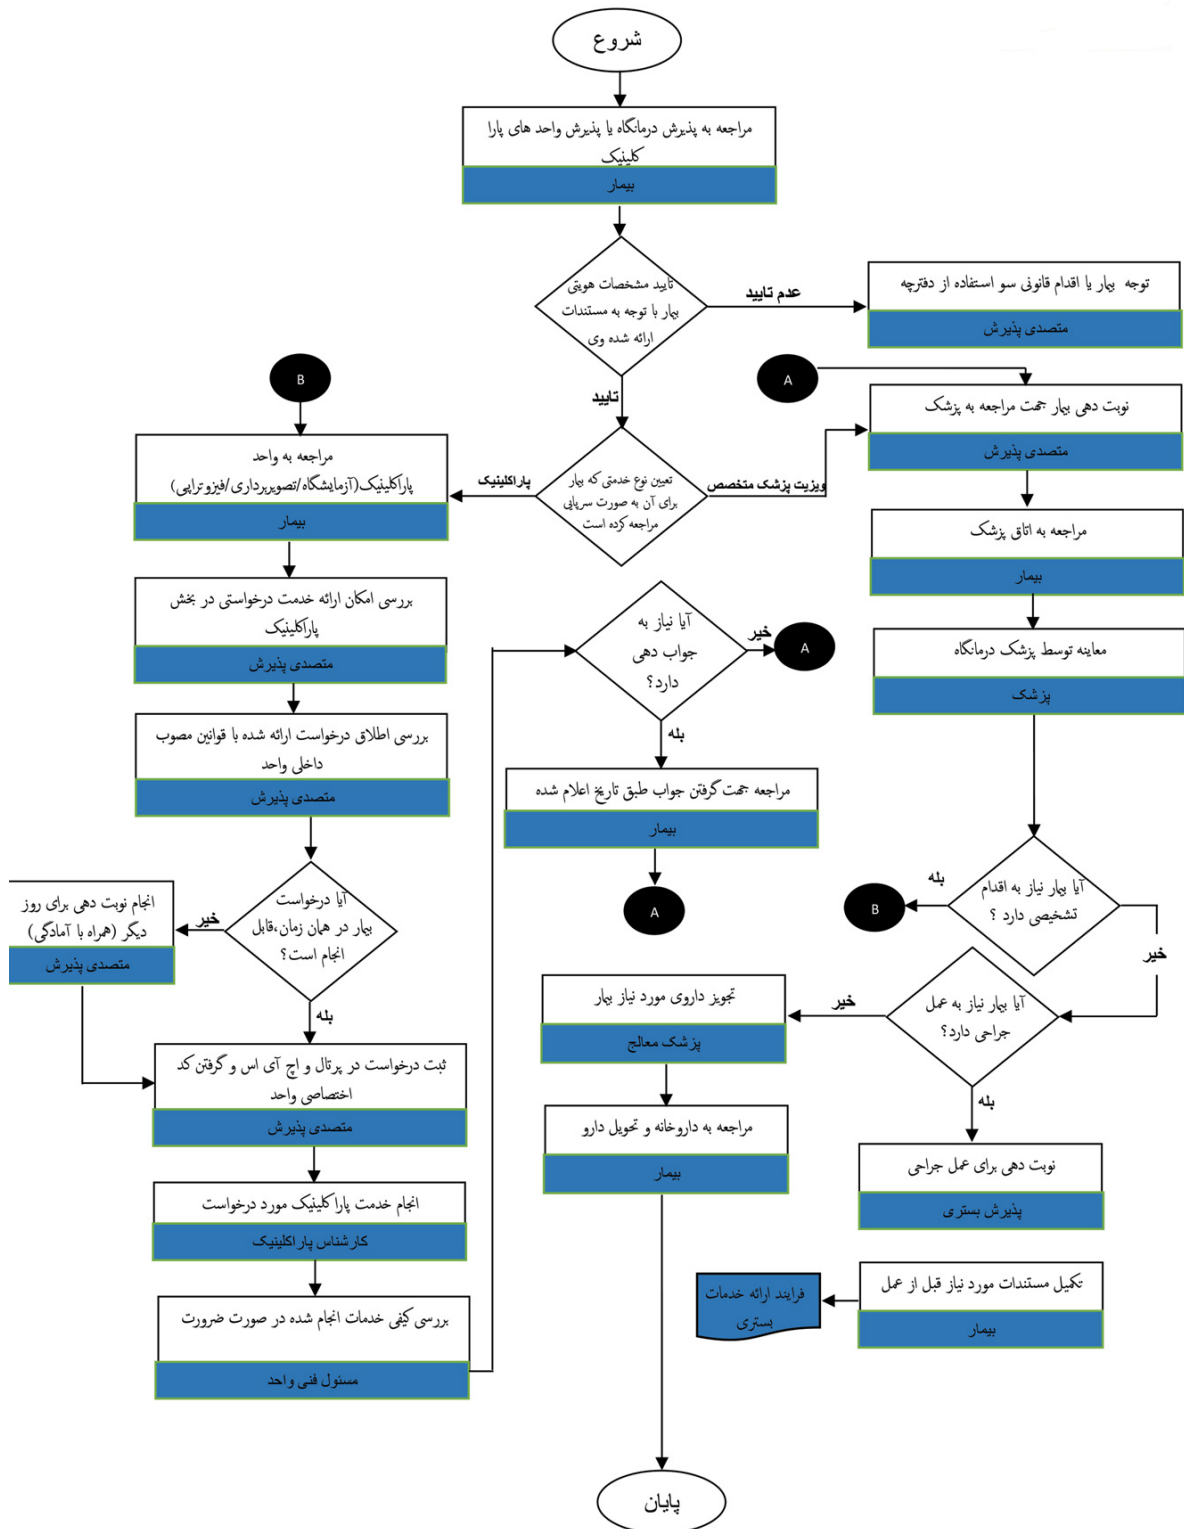 شروع
مراجعه به پذیرش درمانگاه یا پذیرش واحد های پارا
کلینیک
بیمار
تایید مشخصات هویتی
بیمار با توجه به مستندات
ارائه شده وی
عدم تایید
توجه بیمار یا اقدام قانونی سو استفاده از دفترچه
متصدی پذیرش
تایید
B
A
نوبت دهی بیمار جهت مراجعه به پزشک
متصدی پذیرش
تعیین نوع خدمتی که بیمار
برای آن به صورت سرپایی
مراجعه کرده است
ویزیت پزشک متخصص
پاراکلینیک
مراجعه به واحد
پاراکلینیک(آزمایشگاه/تصویربرداری/فیزوتراپی)
بیمار
مراجعه به اتاق پزشک
بیمار
بررسی امکان ارائه خدمت درخواستی در بخش
پاراکلینیک
متصدی پذیرش
آیا نیاز به
جواب دهی
دارد؟
خیر
A
بله
معاینه توسط پزشک درمانگاه
پزشک
بررسی اطلاق درخواست ارائه شده با قوانین مصوب
داخلی واحد
متصدی پذیرش
مراجعه جهت گرفتن جواب طبق تاریخ اعلام شده
بیمار
A
آیا درخواست
بیمار در همان زمان،قابل
انجام است؟
خیر
انجام نوبت دهی برای روز
دیگر (همراه با آمادگی)
متصدی پذیرش
بله
آیا بیمار نیاز به اقدام
تشخیصی دارد ؟
بله
B
خیر
آیا بیمار نیاز به عمل
جراحی دارد؟
خیر
بله
تجویز داروی مورد نیاز بیمار
پزشک معالج
ثبت درخواست در پرتال و اچ آی اس و گرفتن کد
اختصاصی واحد
متصدی پذیرش
مراجعه به داروخانه و تحویل دارو
بیمار
نوبت دهی برای عمل جراحی
پذیرش بستری
انجام خدمت پاراکلینیک مورد درخواست
کارشناس پاراکلینیک
تکمیل مستندات مورد نیاز قبل از عمل
بیمار
فرایند ارائه خدمات
بستری
بررسی کیفی خدمات انجام شده در صورت ضرورت
مسئول فنی واحد
پایان